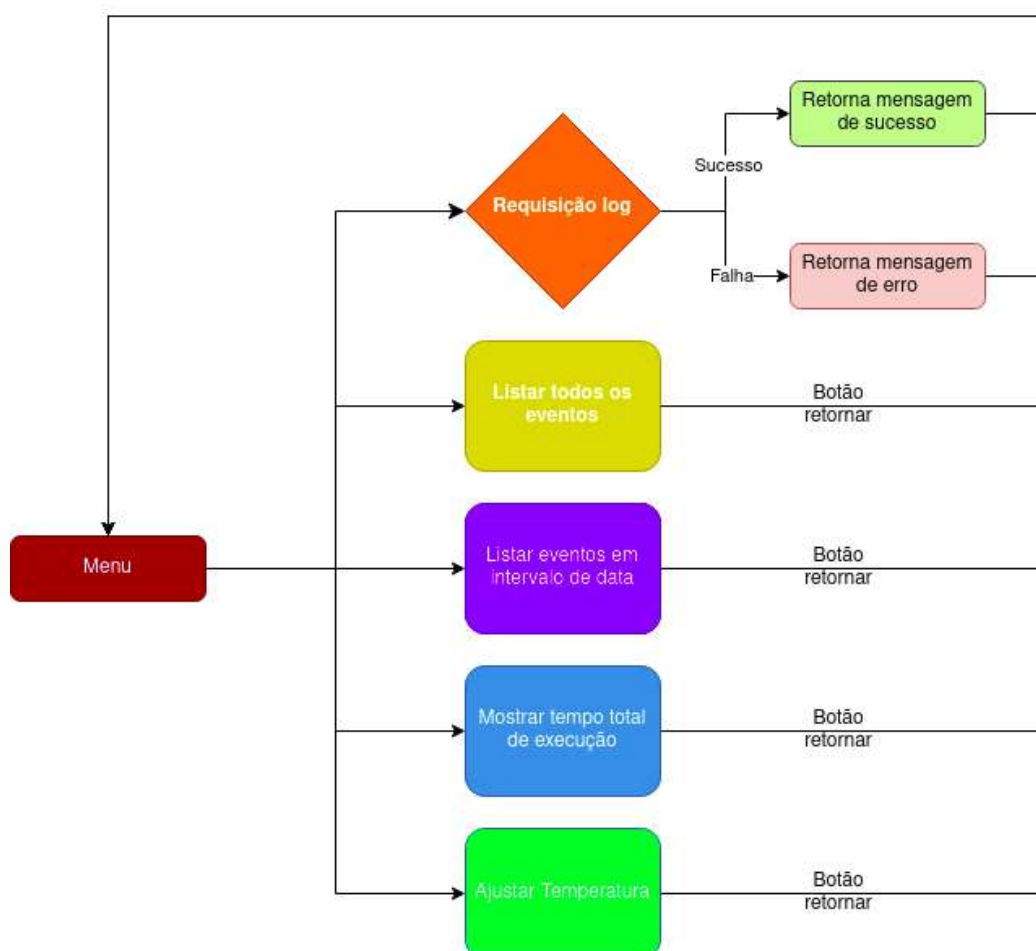 Retorna mensagem
de sucesso
Sucesso
Requisição log
Falha
Retorna mensagem
de erro
Listar todos os
eventos
Botão
retornar
Menu
Listar eventos em
intervalo de data
Botão
retornar
Mostrar tempo total
de execução
Botão
retornar
Ajustar Temperatura
Botão
retornar